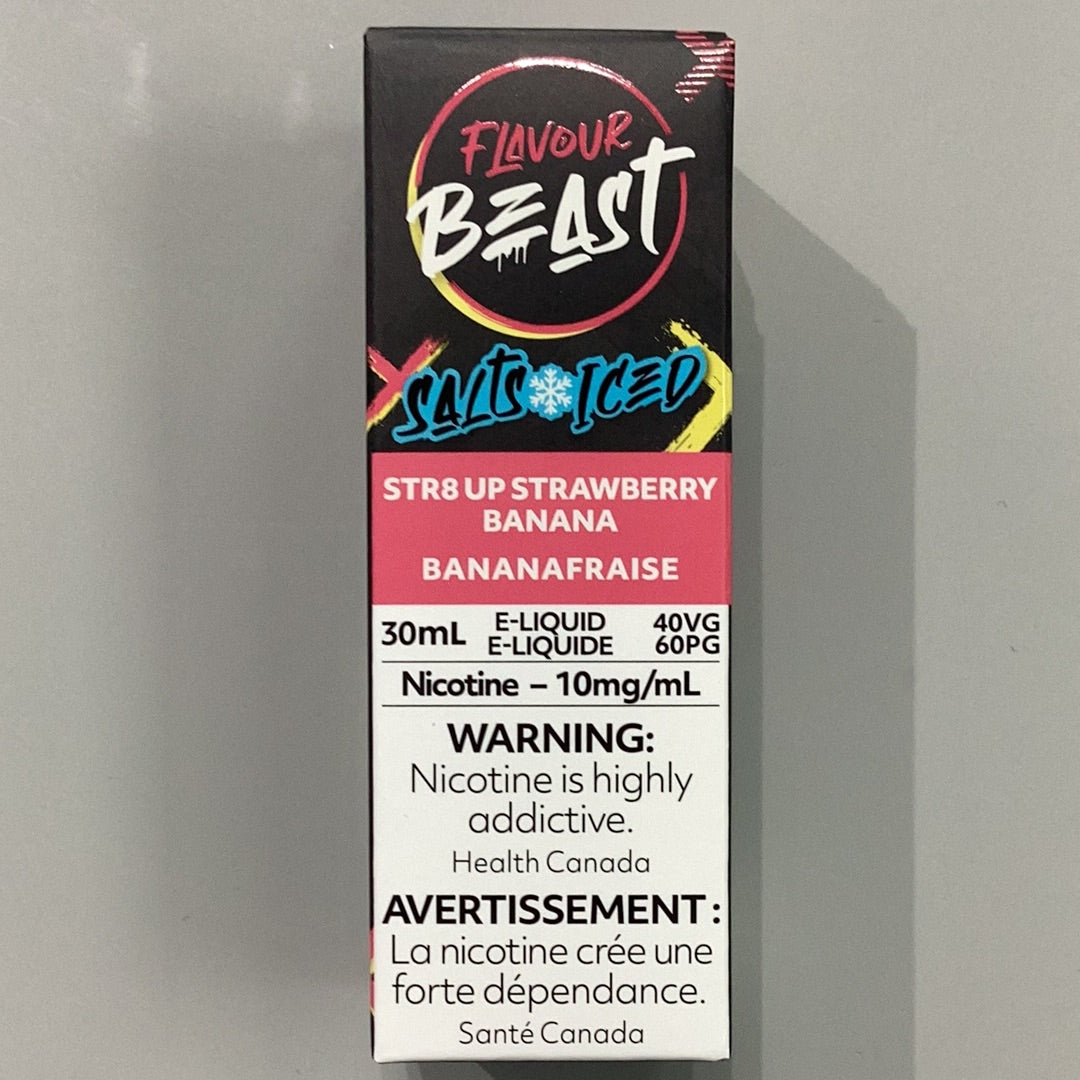 FLAVOUR
BEAST
SALTS ICED
STR8 UP STRAWBERRY
BANANA
BANANAFRAISE
30mL E-LIQUID 40VG
E-LIQUIDE 60PG
Nicotine – 10mg/mL
WARNING:
Nicotine is highly
addictive.
Health Canada
AVERTISSEMENT :
La nicotine crée une
forte dépendance.
Santé Canada